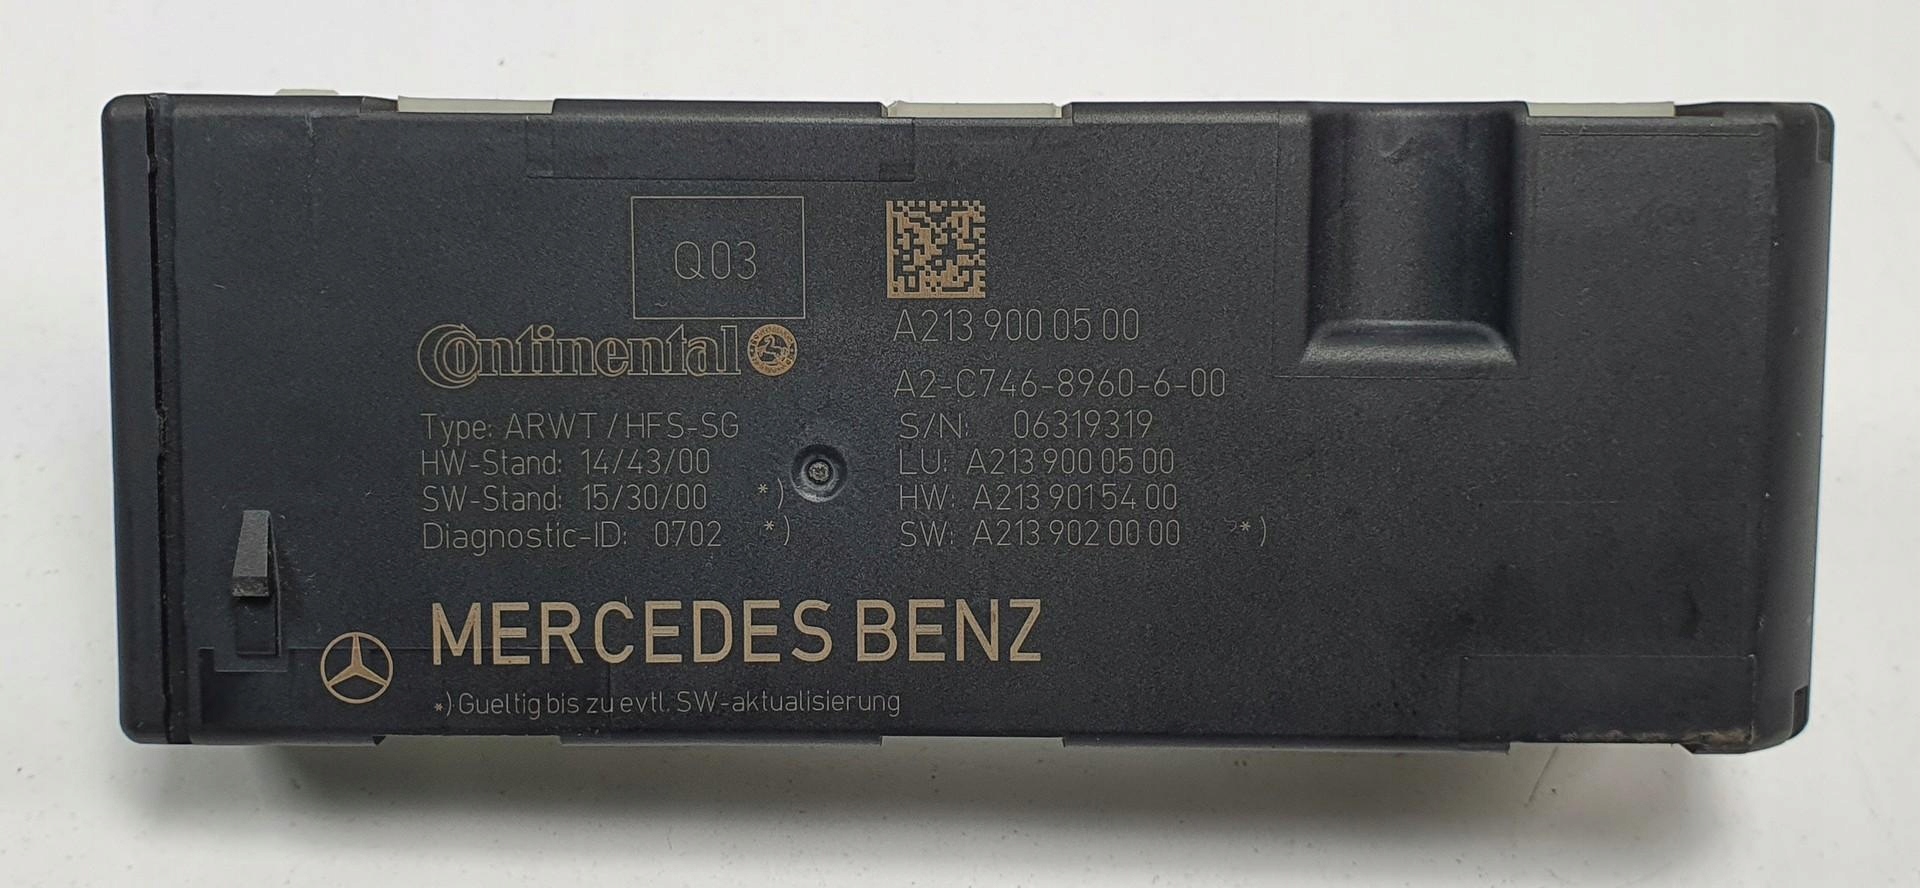 Q03
Continental
Type: ARWT/HFS-SG
HW-Stand: 14/43/00
SW-Stand: 15/30/00 *)
Diagnostic-ID: 0702 *)
A213 900 05 00
A2-C746-8960-6-00
S/N: 06319319
LU: A213 900 05 00
HW: A213 901 54 00
SW: A213 902 00 00 *)
MERCEDES BENZ
*) Gueltig bis zu evtl. SW-aktualisierung